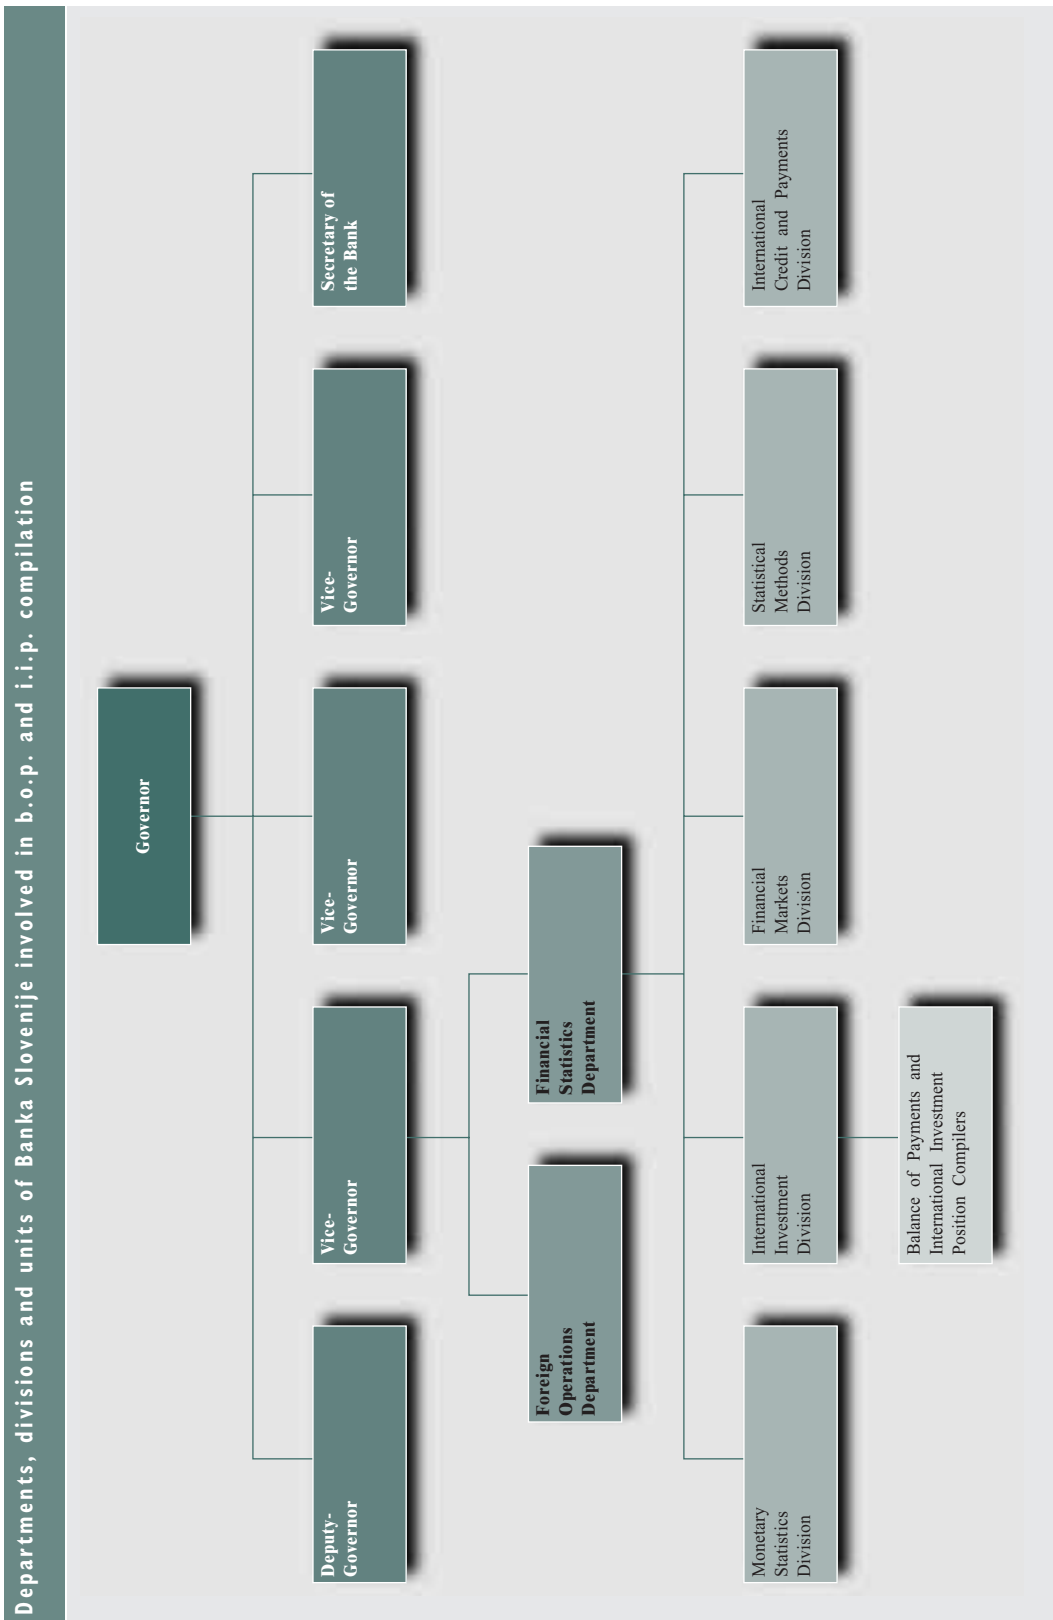 Departments, divisions and units of Banka Slovenije involved in b.o.p. and i.i.p. compilation
Governor
Deputy-
Governor
Vice-
Governor
Vice-
Governor
Vice-
Governor
Secretary of
the Bank
Foreign
Operations
Department
Financial
Statistics
Department
Monetary
Statistics
Division
International
Investment
Division
Financial
Markets
Division
Statistical
Methods
Division
International
Credit and Payments
Division
Balance of Payments and
International Investment
Position Compilers